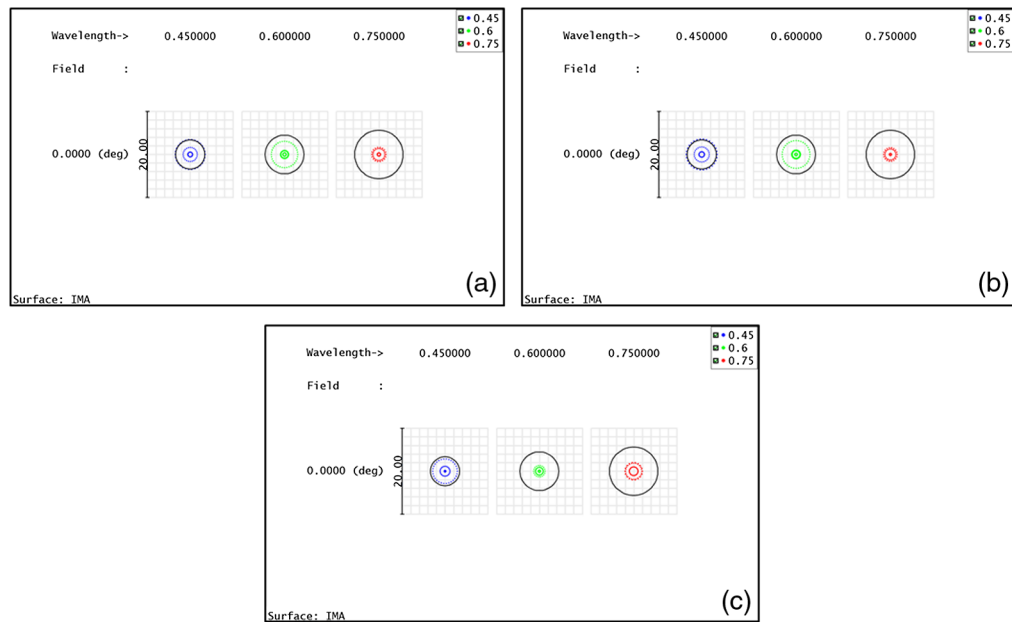 Wavelength-> 0.450000 0.600000 0.750000
0.45
0.6
0.75
Field :
0.0000 (deg)
20.00
Surface: IMA
(a)
Wavelength-> 0.450000 0.600000 0.750000
0.45
0.6
0.75
Field :
0.0000 (deg)
20.00
Surface: IMA
(b)
Wavelength-> 0.450000 0.600000 0.750000
0.45
0.6
0.75
Field :
0.0000 (deg)
20.00
Surface: IMA
(c)